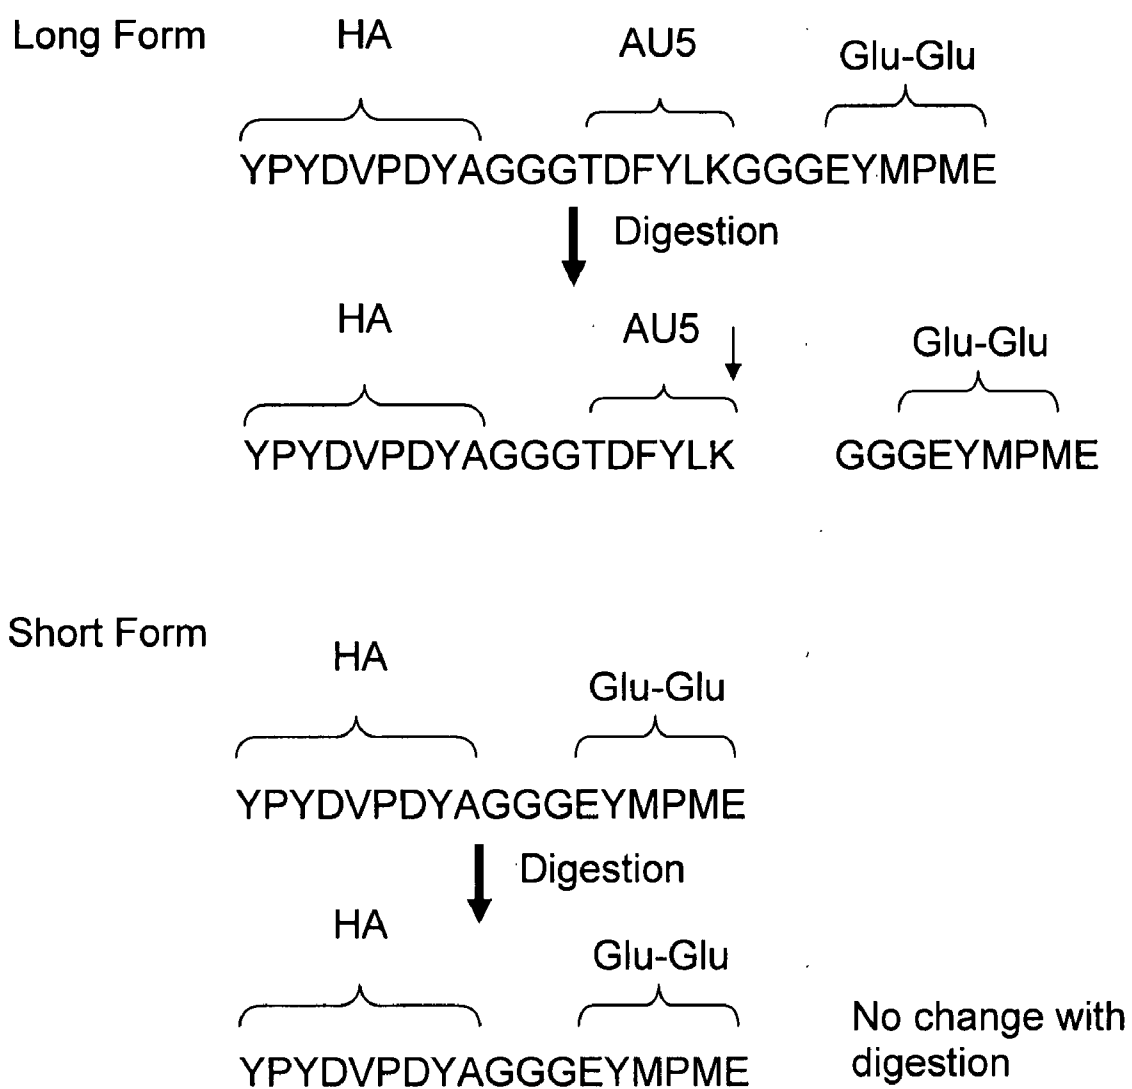 Long Form
HA
AU5
Glu-Glu
YPYDVPDYAGGGTDFYLKGGGEYMPME
Digestion
HA
AU5
Glu-Glu
YPYDVPDYAGGGTDFYLK
GGGEYMPME
Short Form
HA
Glu-Glu
YPYDVPDYAGGGEYMPME
Digestion
HA
Glu-Glu
YPYDVPDYAGGGEYMPME
No change with
digestion